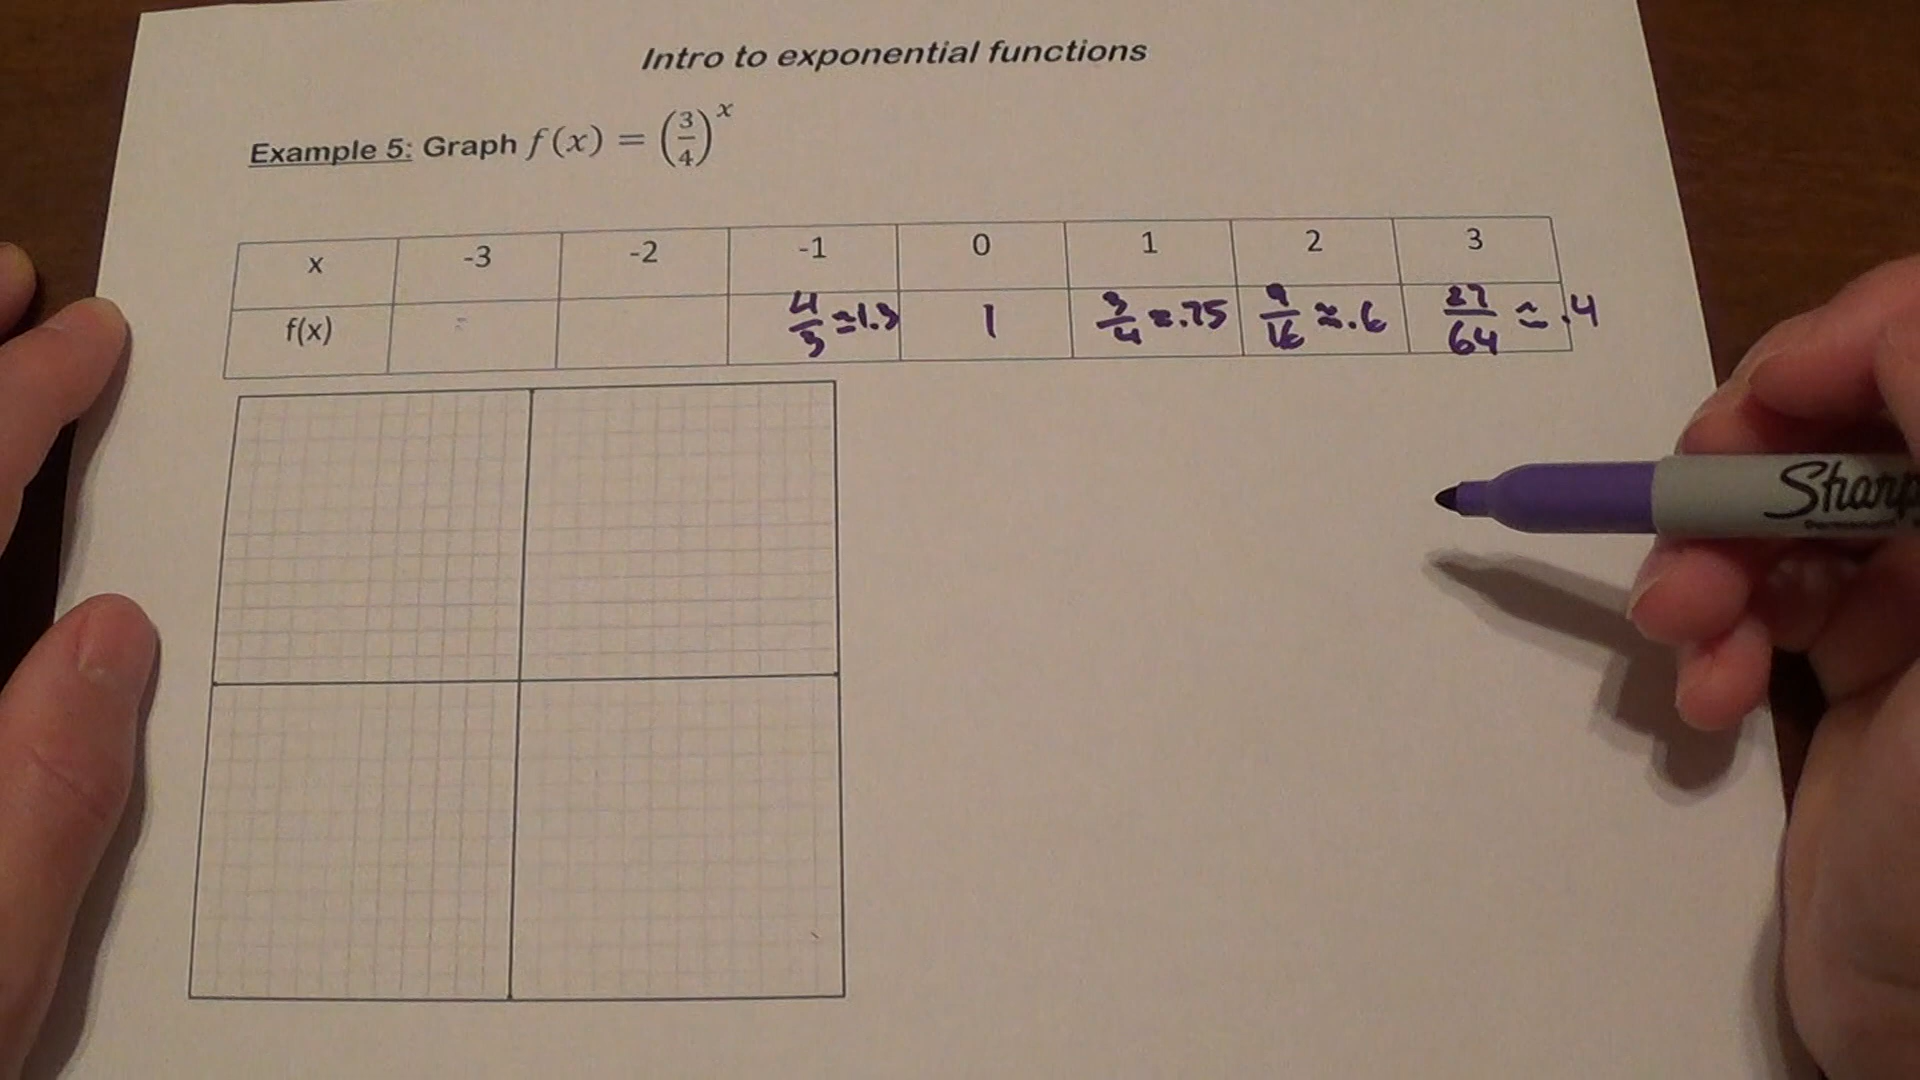 Intro to exponential functions
Example 5: Graph f(x) = (3/4)^x
x -3 -2 -1 0 1 2 3
f(x) 4/3 ≈1.3 1 3/4 ≈.75 9/16 ≈.6 27/64 ≈.4